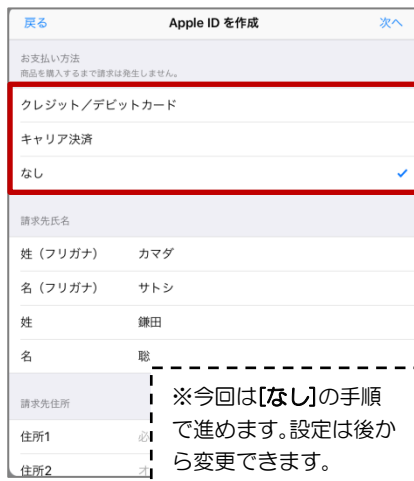 戻る Apple ID を作成 次へ
お支払い方法
商品を購入するまで請求は発生しません。
クレジット／デビットカード
キャリア決済
なし
請求先氏名
姓（フリガナ） カマダ
名（フリガナ） サトシ
姓 鎌田
名 聡
請求先住所
住所1 必
住所2 オ
※今回は[なし]の手順
で進めます。設定は後か
ら変更できます。